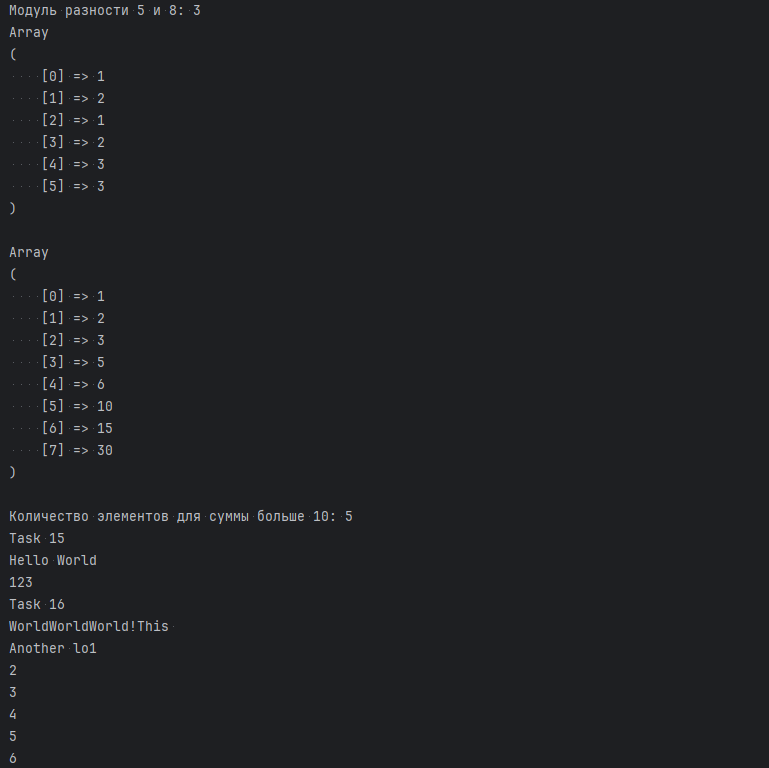 Модуль разности 5 и 8: 3
Array
(
    [0] => 1
    [1] => 2
    [2] => 1
    [3] => 2
    [4] => 3
    [5] => 3
)

Array
(
    [0] => 1
    [1] => 2
    [2] => 3
    [3] => 5
    [4] => 6
    [5] => 10
    [6] => 15
    [7] => 30
)

Количество элементов для суммы больше 10: 5
Task 15
Hello World
123
Task 16
WorldWorldWorld!This
Another lo1
2
3
4
5
6